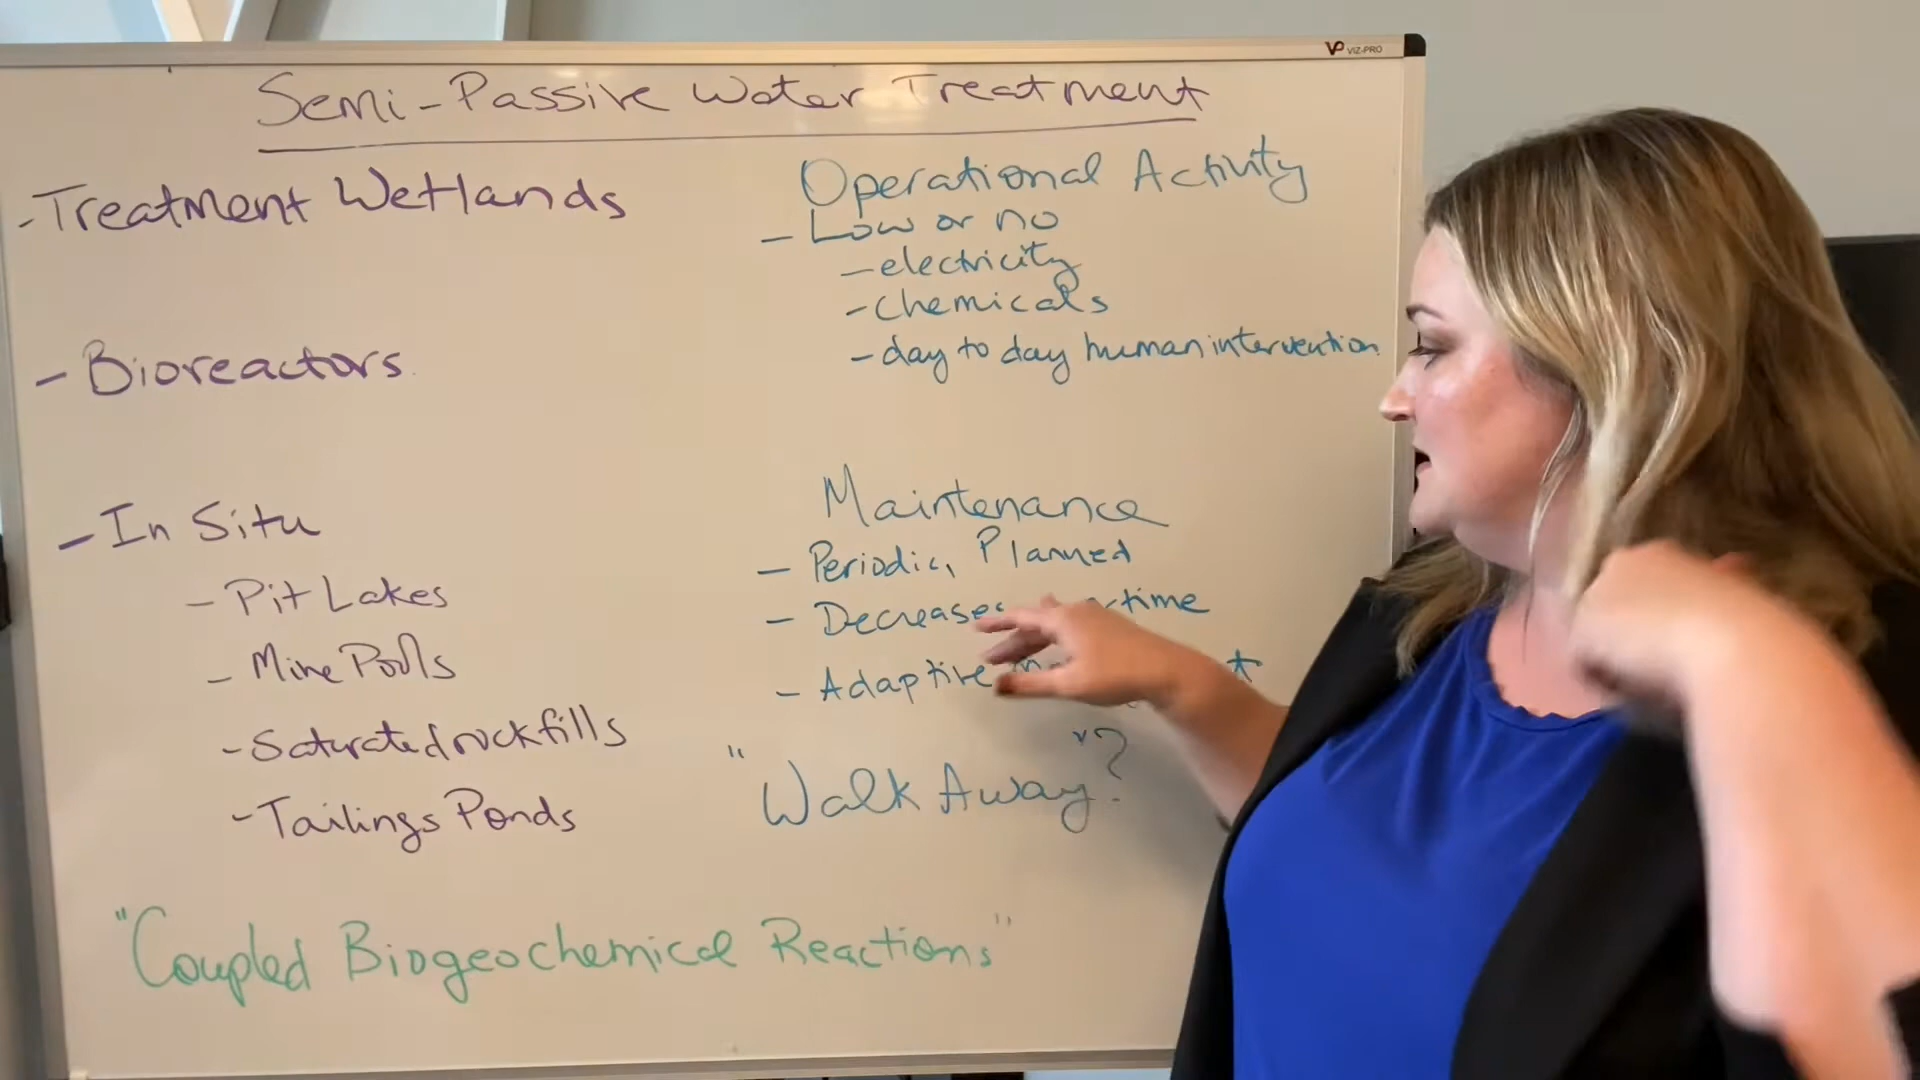 VP VIZ-PRO
Semi-Passive Water Treatment
- Treatment Wetlands
- Bioreactors
- In Situ
- Pit Lakes
- Mine Pools
- Saturated rock fills
- Tailings Ponds
Operational Activity
- Low or no
- electricity
- chemicals
- day to day human intervention
Maintenance
- Periodic, Planned
- Decreases time
- Adaptive
"Walk Away"?
"Coupled Biogeochemical Reactions"